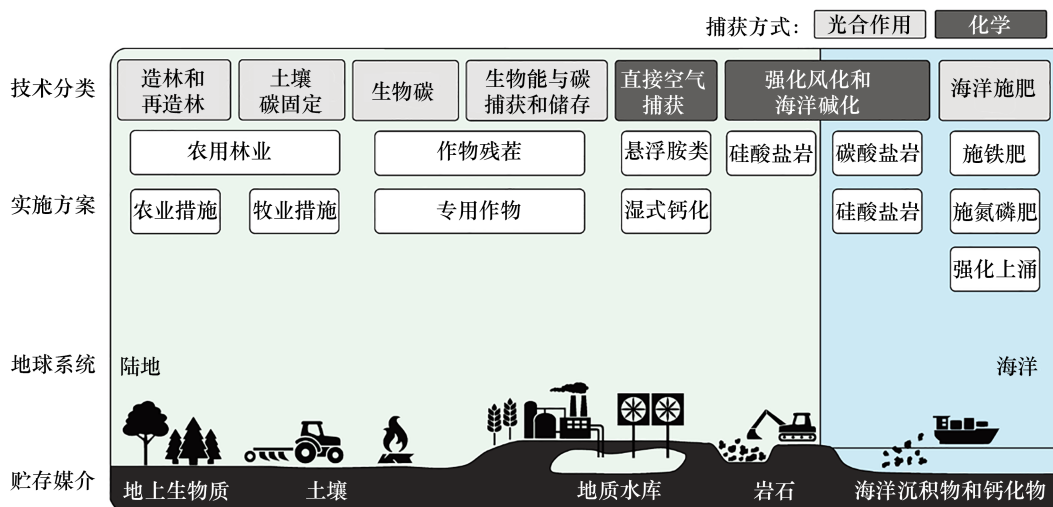 捕获方式： 光合作用 化学
技术分类
造林和
再造林
土壤
碳固定
生物碳
生物能与碳
捕获和储存
直接空气
捕获
强化风化和
海洋碱化
海洋施肥
农用林业 作物残茬 悬浮胺类 硅酸盐岩 碳酸盐岩 施铁肥
实施方案 农业措施 牧业措施 专用作物 湿式钙化 硅酸盐岩 施氮磷肥
强化上涌
地球系统 陆地 海洋
贮存媒介 地上生物质 土壤 地质水库 岩石 海洋沉积物和钙化物